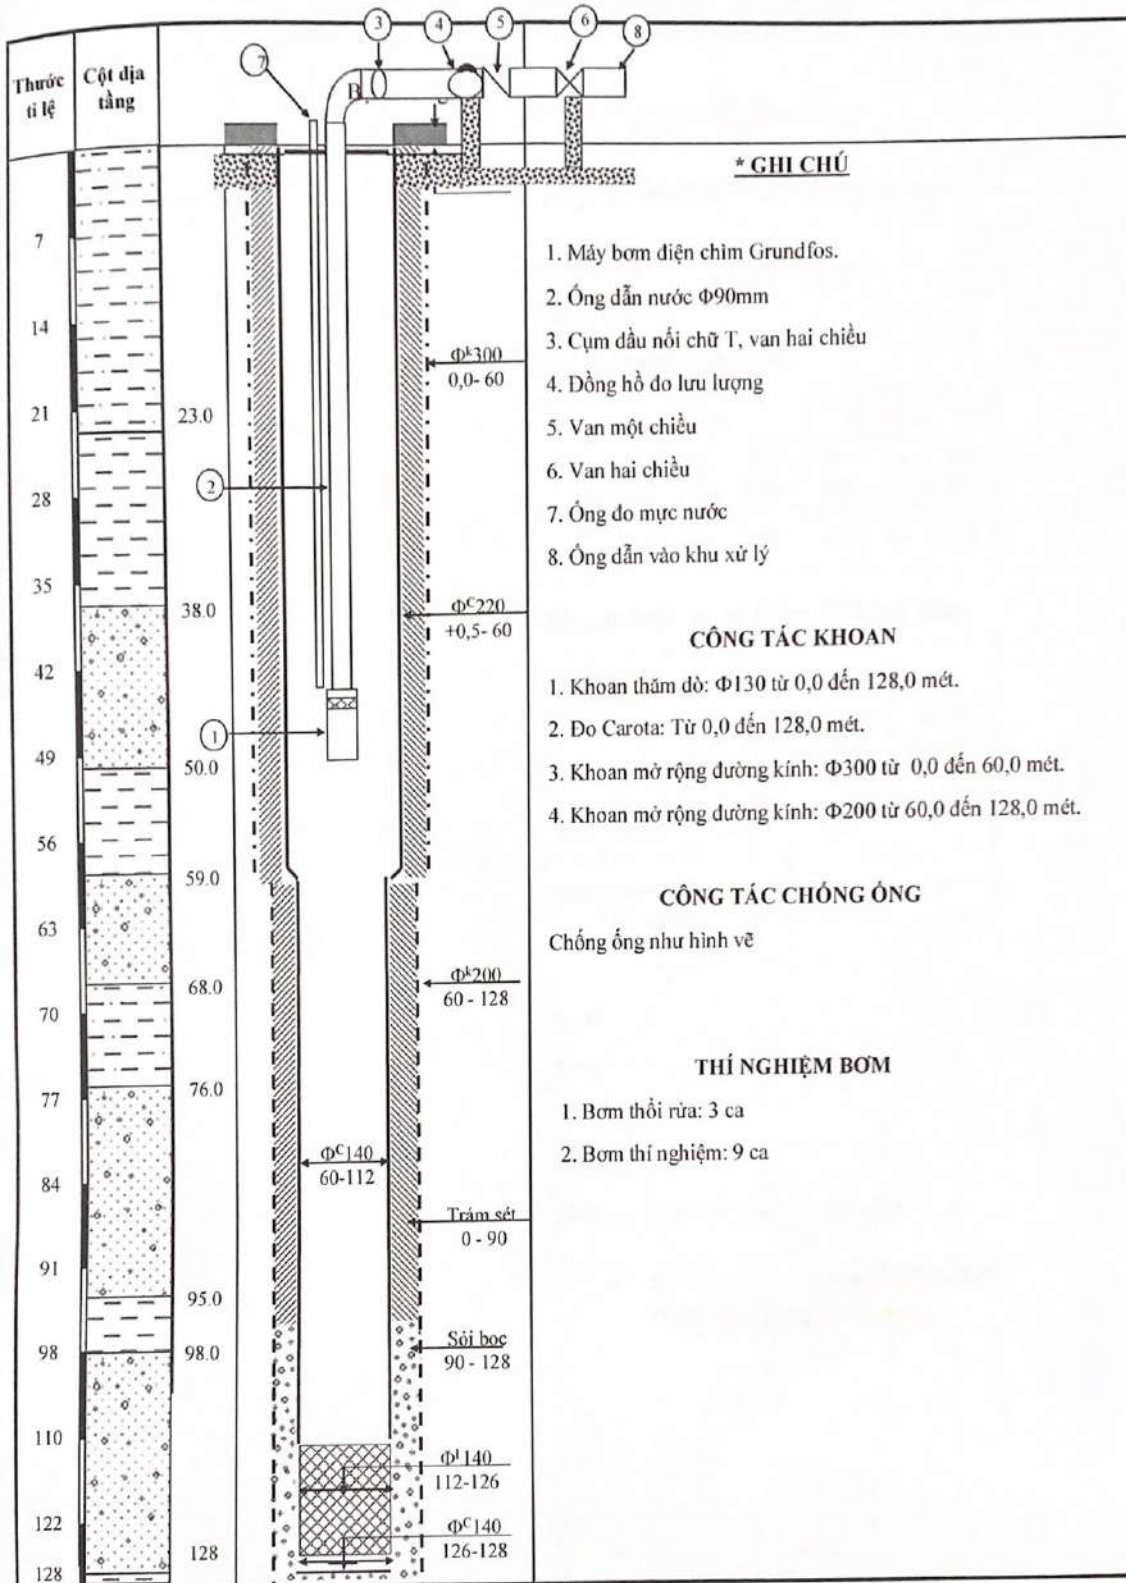 3
4
5
6
7
8
Thước
tỉ lệ
Cột địa
tầng
B
* GHI CHÚ
7
14
21
28
35
42
49
56
63
70
77
84
91
98
110
122
128
23.0
38.0
50.0
59.0
68.0
76.0
95.0
98.0
128
2
1
Φᵏ300
0,0- 60
Φᶜ220
+0,5- 60
Φᵏ200
60 - 128
Φᶜ140
60-112
Trám sét
0 - 90
Sỏi bọc
90 - 128
Φˡ140
112-126
Φᶜ140
126-128
1. Máy bơm điện chìm Grundfos.
2. Ống dẫn nước Φ90mm
3. Cụm đầu nối chữ T, van hai chiều
4. Đồng hồ đo lưu lượng
5. Van một chiều
6. Van hai chiều
7. Ống đo mực nước
8. Ống dẫn vào khu xử lý
CÔNG TÁC KHOAN
1. Khoan thăm dò: Φ130 từ 0,0 đến 128,0 mét.
2. Đo Carota: Từ 0,0 đến 128,0 mét.
3. Khoan mở rộng đường kính: Φ300 từ 0,0 đến 60,0 mét.
4. Khoan mở rộng đường kính: Φ200 từ 60,0 đến 128,0 mét.
CÔNG TÁC CHỐNG ỐNG
Chống ống như hình vẽ
THÍ NGHIỆM BƠM
1. Bơm thổi rửa: 3 ca
2. Bơm thí nghiệm: 9 ca